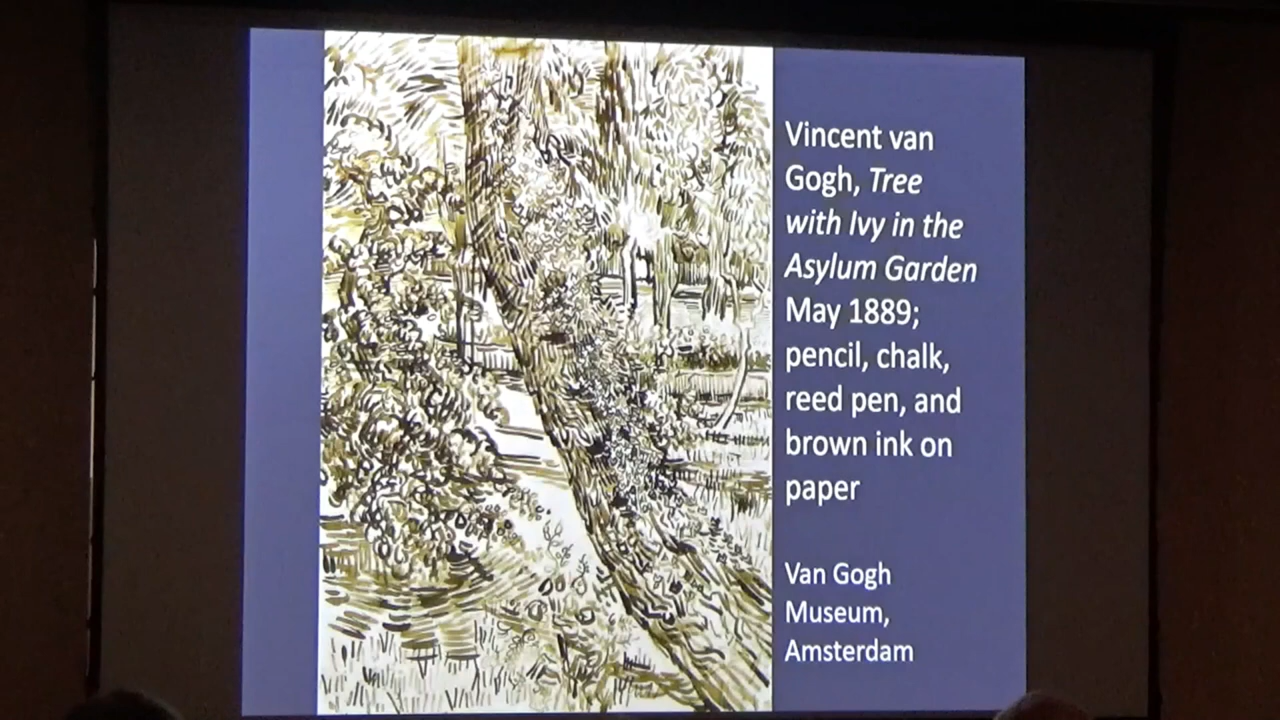 Vincent van
Gogh, Tree
with Ivy in the
Asylum Garden
May 1889;
pencil, chalk,
reed pen, and
brown ink on
paper
Van Gogh
Museum,
Amsterdam